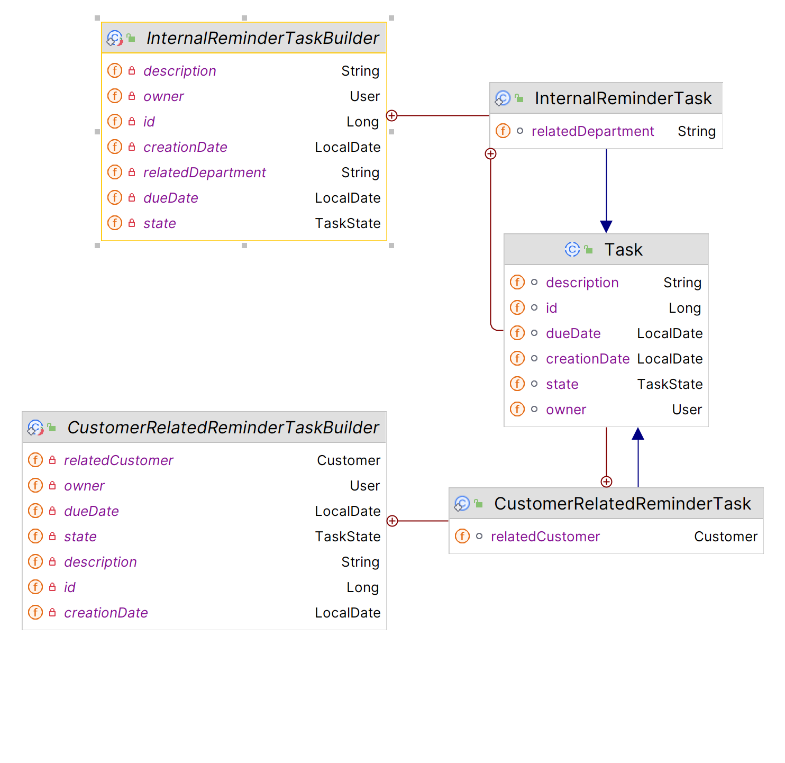 InternalReminderTaskBuilder
description String
owner User
id Long
creationDate LocalDate
relatedDepartment String
dueDate LocalDate
state TaskState
InternalReminderTask
relatedDepartment String
Task
description String
id Long
dueDate LocalDate
creationDate LocalDate
state TaskState
owner User
CustomerRelatedReminderTaskBuilder
relatedCustomer Customer
owner User
dueDate LocalDate
state TaskState
description String
id Long
creationDate LocalDate
CustomerRelatedReminderTask
relatedCustomer Customer